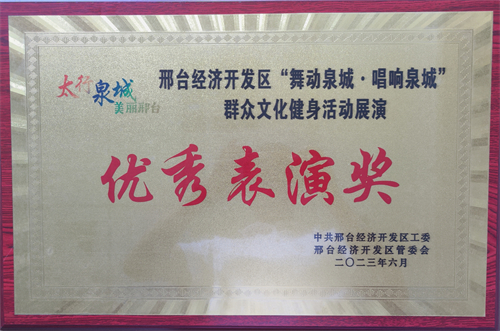 太行泉城
美丽邢台
邢台经济开发区“舞动泉城·唱响泉城”
群众文化健身活动展演
优秀表演奖
中共邢台经济开发区工委
邢台经济开发区管委会
二〇二三年六月